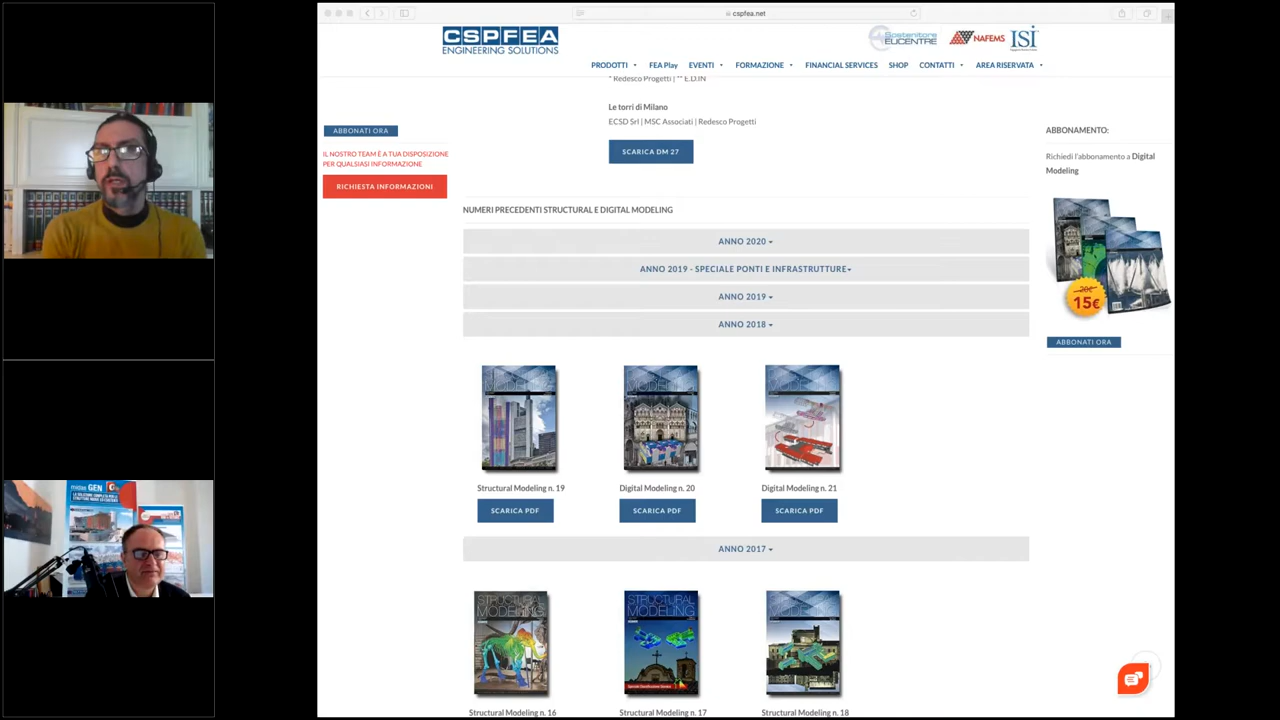 cspfea.net
CSPFEA
ENGINEERING SOLUTIONS
Sostenitore
EUCENTRE
NAFEMS
ISI
PRODOTTI
FEA Play
EVENTI
FORMAZIONE
FINANCIAL SERVICES
SHOP
CONTATTI
AREA RISERVATA
* Redesco Progetti | ** E.D.IN
Le torri di Milano
ECSD Srl | MSC Associati | Redesco Progetti
SCARICA DM 27
ABBONATI ORA
IL NOSTRO TEAM È A TUA DISPOSIZIONE
PER QUALSIASI INFORMAZIONE
RICHIESTA INFORMAZIONI
ABBONAMENTO:
Richiedi l'abbonamento a Digital
Modeling
20€
15€
ABBONATI ORA
NUMERI PRECEDENTI STRUCTURAL E DIGITAL MODELING
ANNO 2020
ANNO 2019 - SPECIALE PONTI E INFRASTRUTTURE
ANNO 2019
ANNO 2018
Structural Modeling n. 19
Digital Modeling n. 20
Digital Modeling n. 21
SCARICA PDF
SCARICA PDF
SCARICA PDF
ANNO 2017
STRUCTURAL
MODELING
STRUCTURAL
MODELING
Structural Modeling n. 16
Structural Modeling n. 17
Structural Modeling n. 18
midas GEN